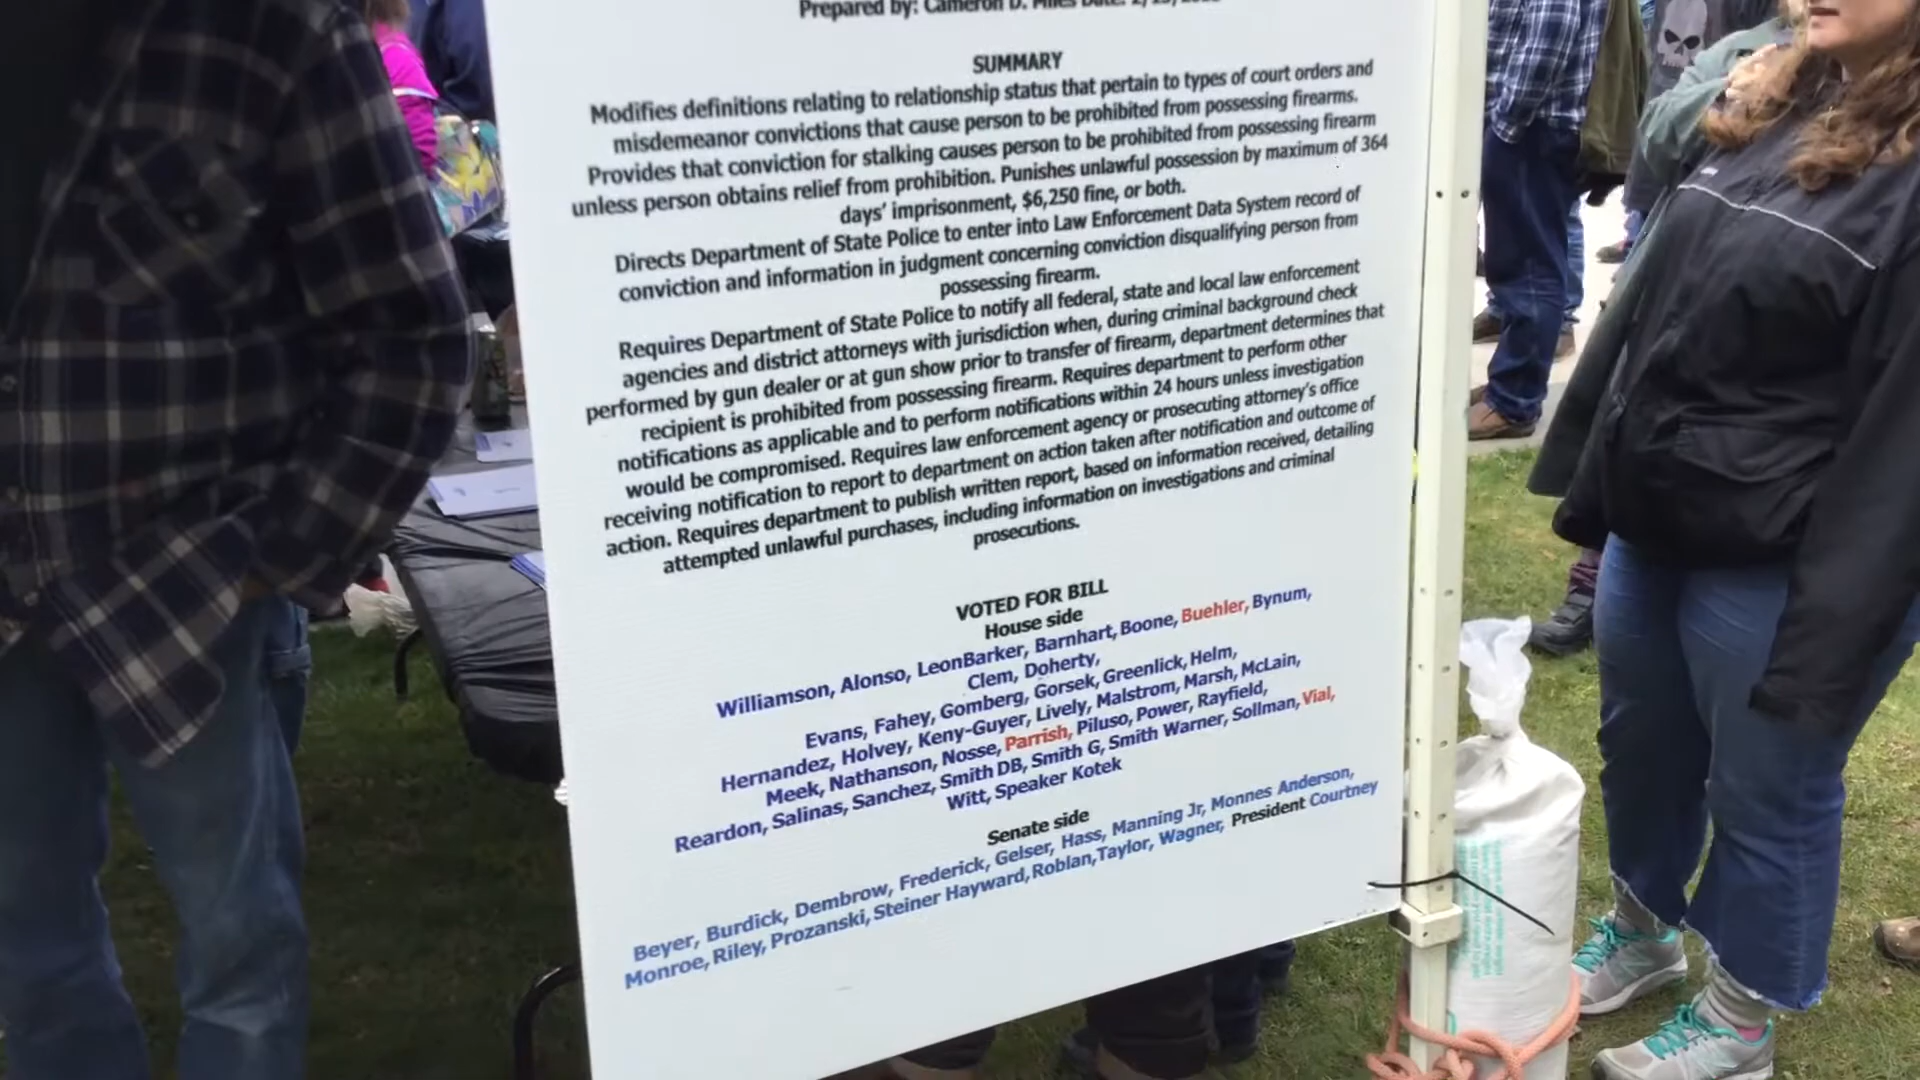 Prepared by: Cameron D. Miles Date:
SUMMARY
Modifies definitions relating to relationship status that pertain to types of court orders and
misdemeanor convictions that cause person to be prohibited from possessing firearms.
Provides that conviction for stalking causes person to be prohibited from possessing firearm
unless person obtains relief from prohibition. Punishes unlawful possession by maximum of 364
days' imprisonment, $6,250 fine, or both.
Directs Department of State Police to enter into Law Enforcement Data System record of
conviction and information in judgment concerning conviction disqualifying person from
possessing firearm.
Requires Department of State Police to notify all federal, state and local law enforcement
agencies and district attorneys with jurisdiction when, during criminal background check
performed by gun dealer or at gun show prior to transfer of firearm, department determines that
recipient is prohibited from possessing firearm. Requires department to perform other
notifications as applicable and to perform notifications within 24 hours unless investigation
would be compromised. Requires law enforcement agency or prosecuting attorney's office
receiving notification to report to department on action taken after notification and outcome of
action. Requires department to publish written report, based on information received, detailing
attempted unlawful purchases, including information on investigations and criminal
prosecutions.
VOTED FOR BILL
House side
Williamson, Alonso, LeonBarker, Barnhart, Boone, Buehler, Bynum,
Clem, Doherty,
Evans, Fahey, Gomberg, Gorsek, Greenlick, Helm,
Hernandez, Holvey, Keny-Guyer, Lively, Malstrom, Marsh, McLain,
Meek, Nathanson, Nosse, Parrish, Piluso, Power, Rayfield,
Reardon, Salinas, Sanchez, Smith DB, Smith G, Smith Warner, Sollman, Vial,
Witt, Speaker Kotek
Senate side
Beyer, Burdick, Dembrow, Frederick, Gelser, Hass, Manning Jr, Monnes Anderson,
Monroe, Riley, Prozanski, Steiner Hayward, Roblan, Taylor, Wagner, President Courtney